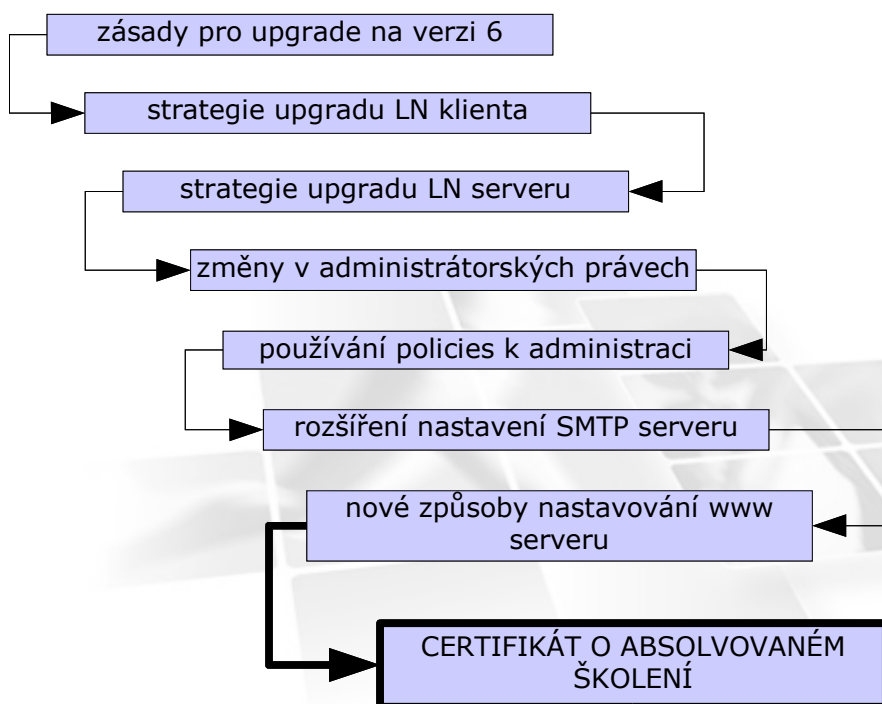 zásady pro upgrade na verzi 6
strategie upgradu LN klienta
strategie upgradu LN serveru
změny v administrátorských právech
používání policies k administraci
rozšíření nastavení SMTP serveru
nové způsoby nastavování www
serveru
CERTIFIKÁT O ABSOLVOVANÉM
ŠKOLENÍ